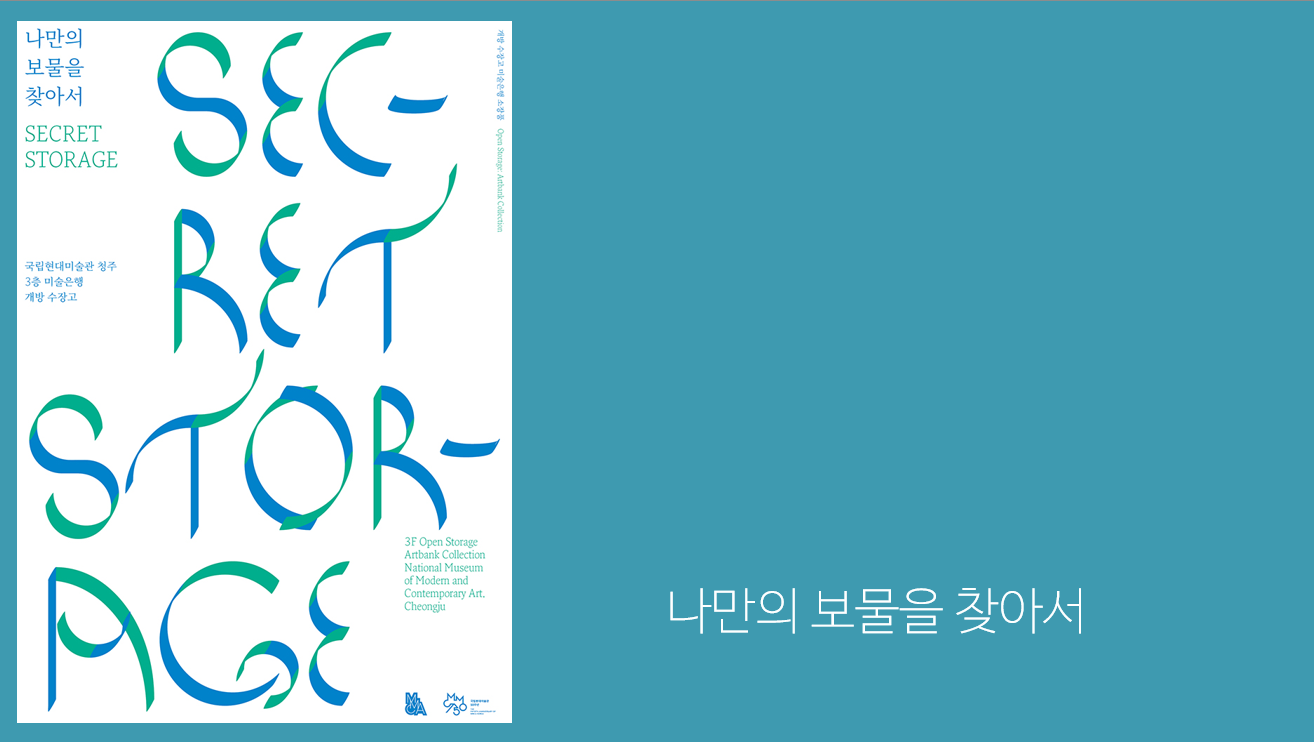 나만의
보물을
찾아서
SECRET
STORAGE
SEC-
RET
STOR-
AGE
개방 수장고 미술은행 소장품 Open Storage: Artbank Collection
국립현대미술관 청주
3층 미술은행
개방 수장고
3F Open Storage
Artbank Collection
National Museum
of Modern and
Contemporary Art,
Cheongju
MMCA
나만의 보물을 찾아서